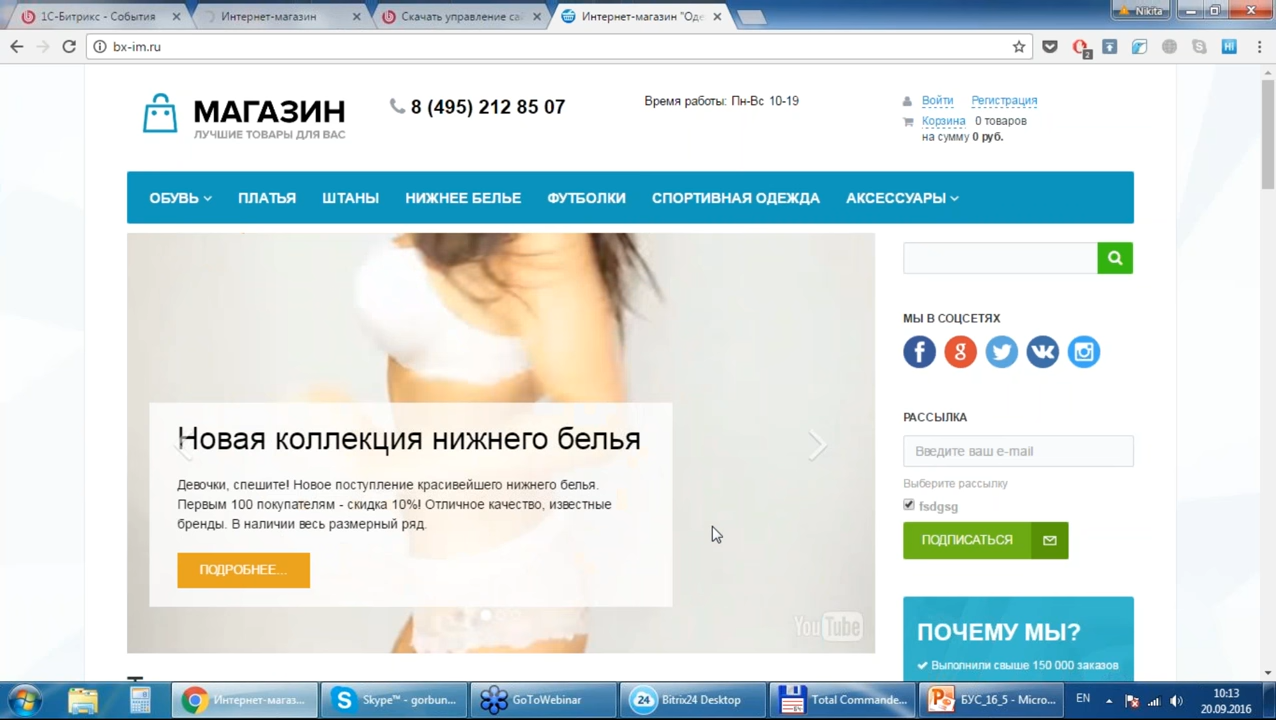 1С-Битрикс - События
Интернет-магазин
Скачать управление са
Интернет-магазин "Оде
Nikita
bx-im.ru
2
Hi
МАГАЗИН
ЛУЧШИЕ ТОВАРЫ ДЛЯ ВАС
8 (495) 212 85 07
Время работы: Пн-Вс 10-19
Войти Регистрация
Корзина 0 товаров
на сумму 0 руб.
ОБУВЬ ПЛАТЬЯ ШТАНЫ НИЖНЕЕ БЕЛЬЕ ФУТБОЛКИ СПОРТИВНАЯ ОДЕЖДА АКСЕССУАРЫ
Новая коллекция нижнего белья
Девочки, спешите! Новое поступление красивейшего нижнего белья.
Первым 100 покупателям - скидка 10%! Отличное качество, известные
бренды. В наличии весь размерный ряд.
ПОДРОБНЕЕ...
YouTube
МЫ В СОЦСЕТЯХ
РАССЫЛКА
Введите ваш e-mail
Выберите рассылку
fsdgsg
ПОДПИСАТЬСЯ
ПОЧЕМУ МЫ?
Выполнили свыше 150 000 заказов
Интернет-магаз...
Skype™ - gorbun...
GoToWebinar
24 Bitrix24 Desktop
Total Commande...
БУС_16_5 - Micro...
EN
10:13
20.09.2016